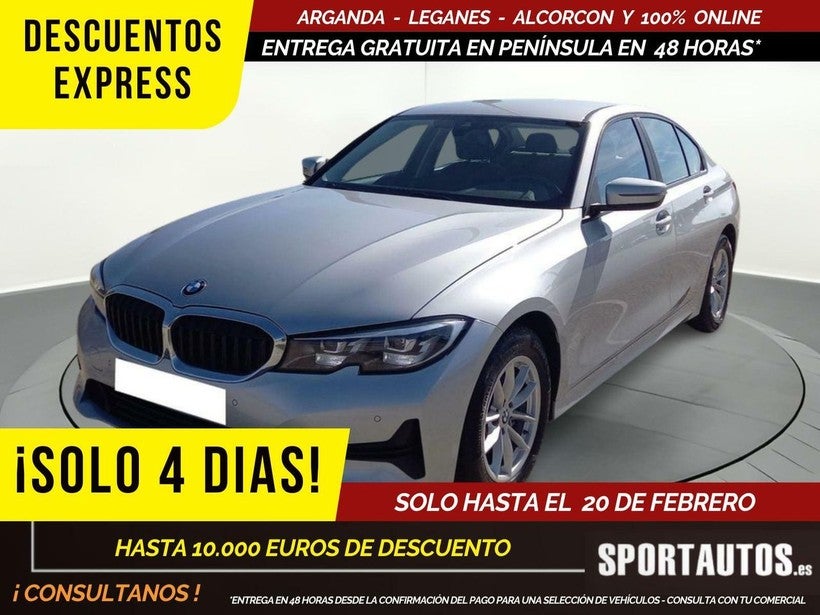 DESCUENTOS
EXPRESS
ARGANDA - LEGANES - ALCORCON Y 100% ONLINE
ENTREGA GRATUITA EN PENÍNSULA EN 48 HORAS*
¡SOLO 4 DIAS!
SOLO HASTA EL 20 DE FEBRERO
HASTA 10.000 EUROS DE DESCUENTO
SPORTAUTOS.es
¡ CONSULTANOS !
*ENTREGA EN 48 HORAS DESDE LA CONFIRMACIÓN DEL PAGO PARA UNA SELECCIÓN DE VEHÍCULOS - CONSULTA CON TU COMERCIAL